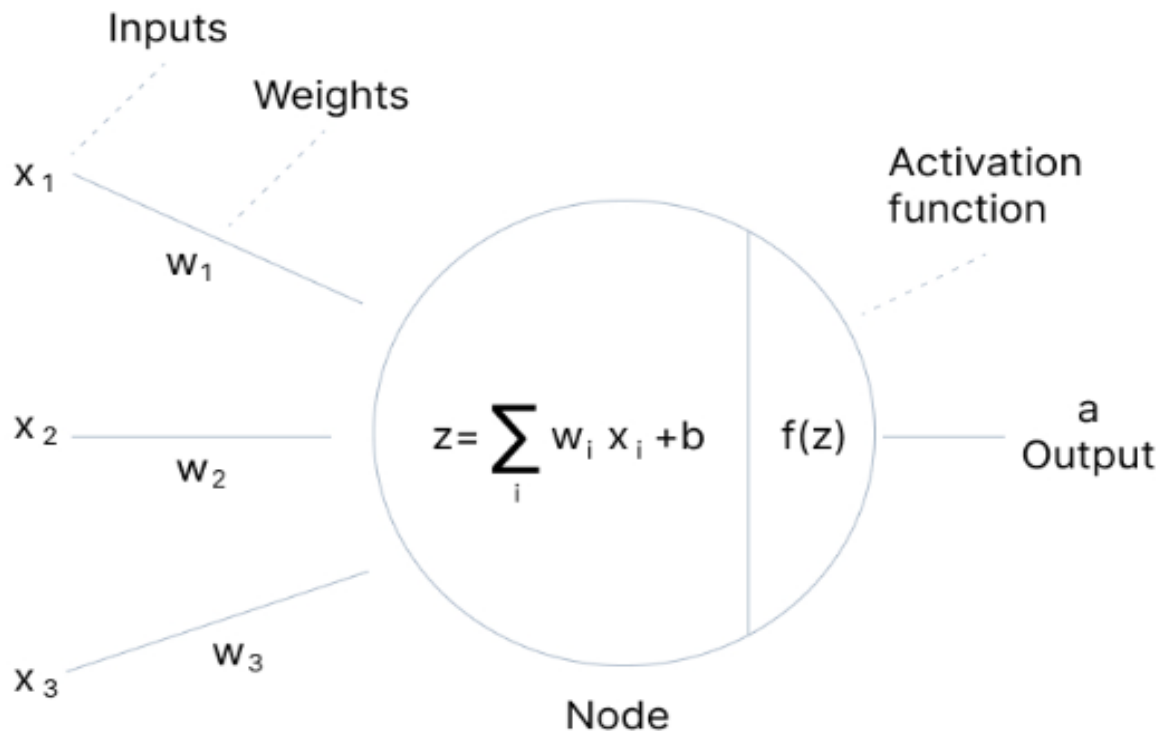 Inputs
Weights
Activation
function
x₁
w₁
x₂
w₂
z= ∑ wᵢ xᵢ +b
i
f(z)
a
Output
w₃
x₃
Node